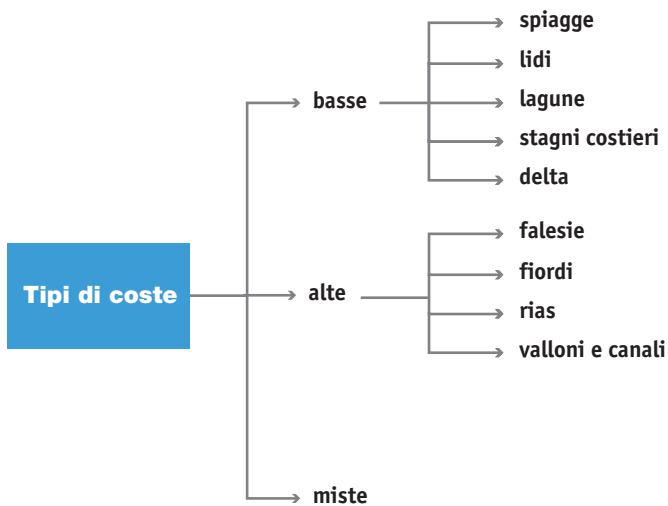 Tipi di coste
basse
spiagge
lidi
lagune
stagni costieri
delta
alte
falesie
fiordi
rias
valloni e canali
miste